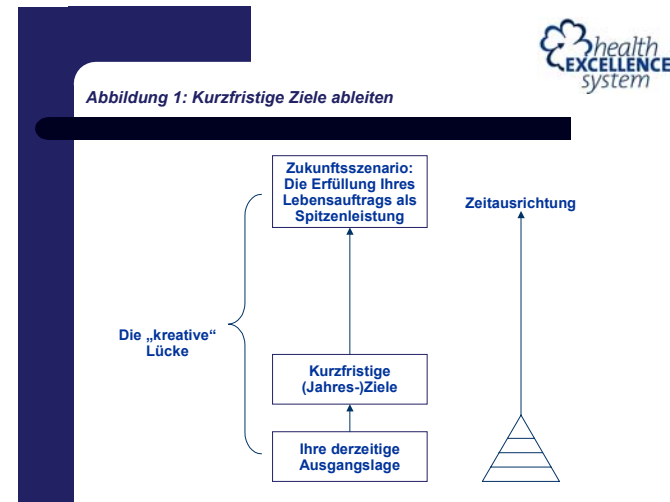 health
EXCELLENCE
system
Abbildung 1: Kurzfristige Ziele ableiten
Zukunftsszenario:
Die Erfüllung Ihres
Lebensauftrags als
Spitzenleistung
Zeitausrichtung
Die „kreative“
Lücke
Kurzfristige
(Jahres-)Ziele
Ihre derzeitige
Ausgangslage